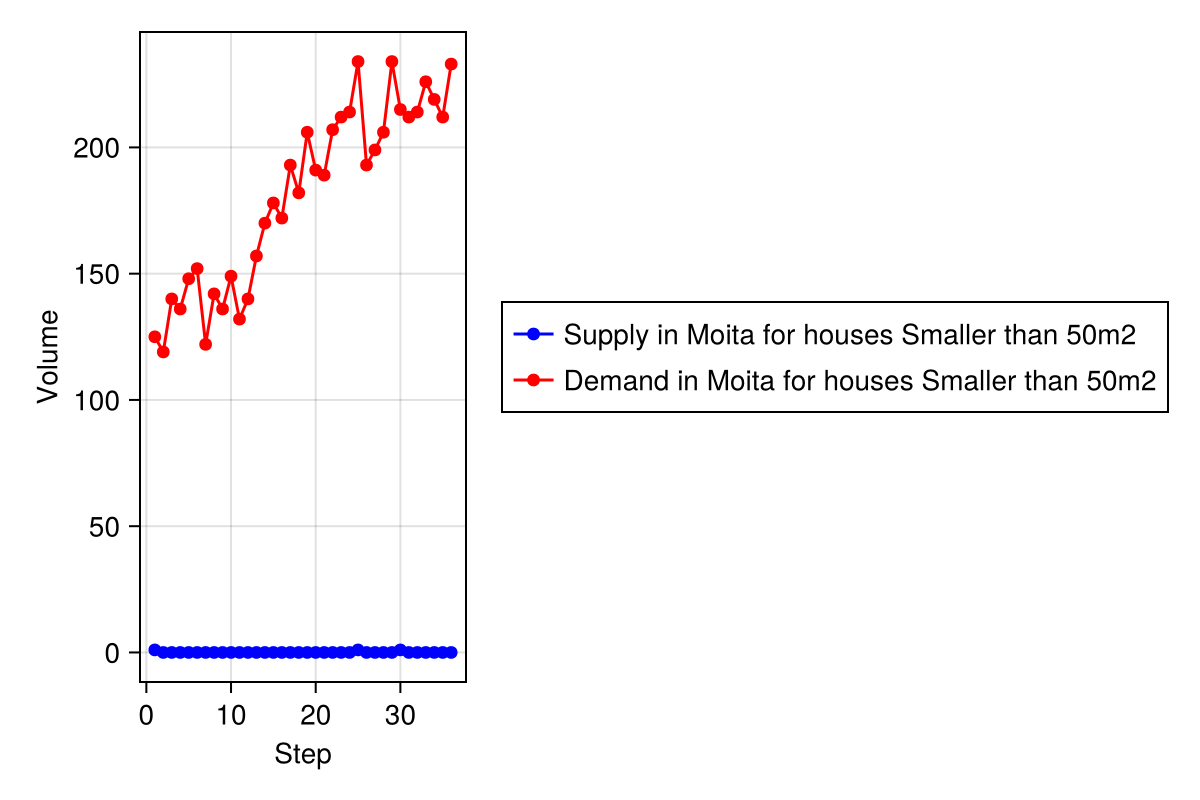 Volume
200
150
100
50
0
0 10 20 30
Step
Supply in Moita for houses Smaller than 50m2
Demand in Moita for houses Smaller than 50m2